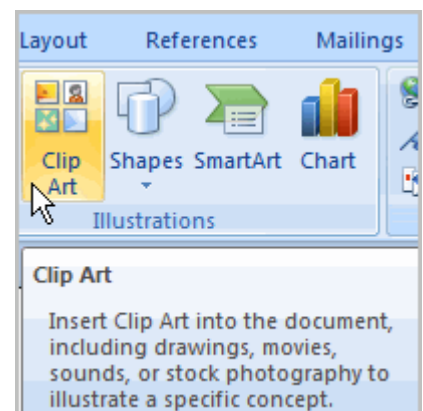 Layout References Mailings
Clip Art Shapes SmartArt Chart
Illustrations
Clip Art
Insert Clip Art into the document,
including drawings, movies,
sounds, or stock photography to
illustrate a specific concept.